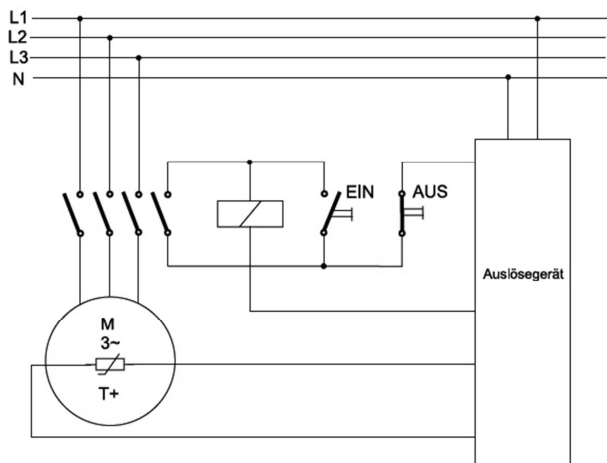 L1
L2
L3
N
EIN
AUS
Auslösegerät
M
3~
T+